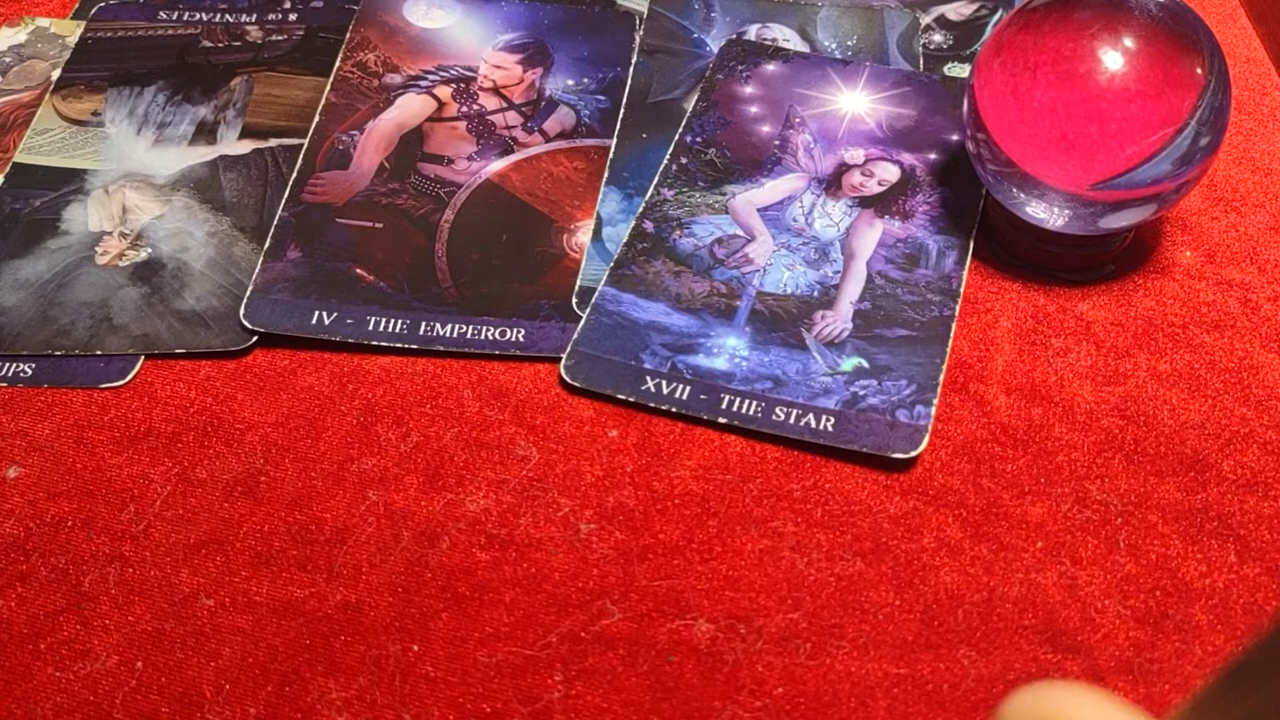 8 OF PENTACLES
IV - THE EMPEROR
XVII - THE STAR
UPS